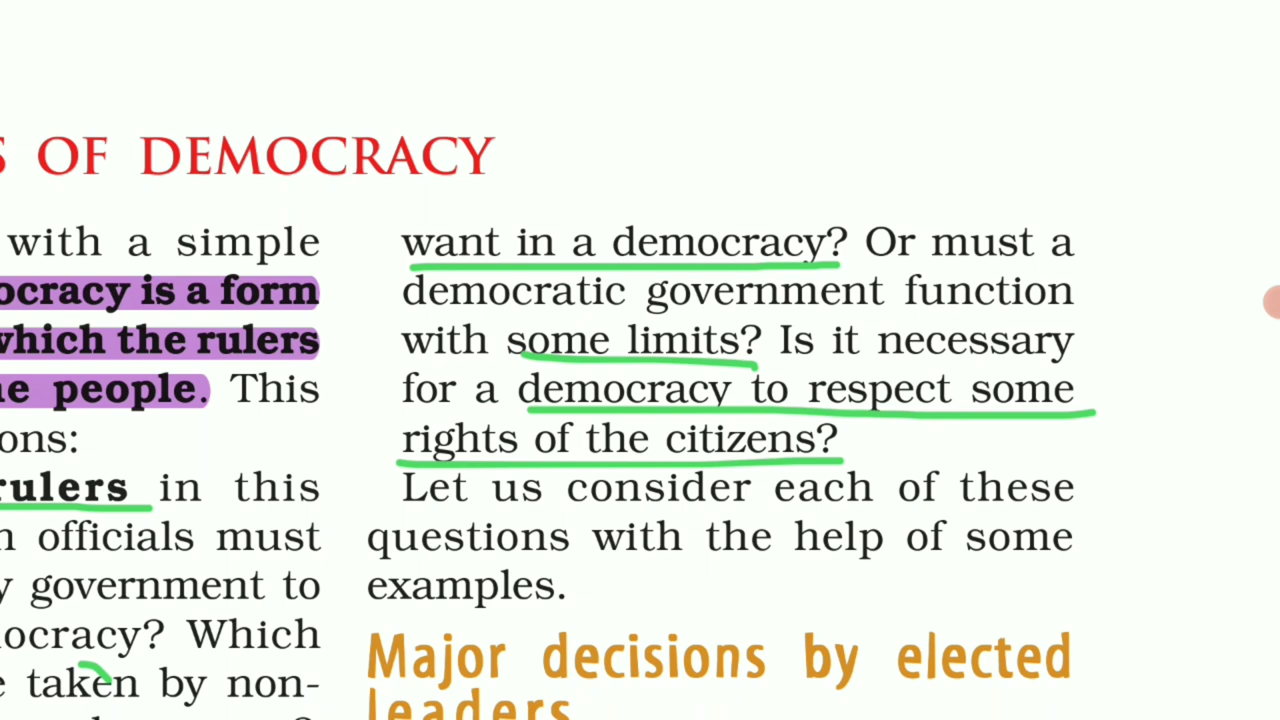 OF DEMOCRACY
with a simple
is a form
which the rulers
people. This
rulers in this
officials must
government to
Which
taken by non-
want in a democracy? Or must a
democratic government function
with some limits? Is it necessary
for a democracy to respect some
rights of the citizens?
Let us consider each of these
questions with the help of some
examples.
Major decisions by elected
leaders